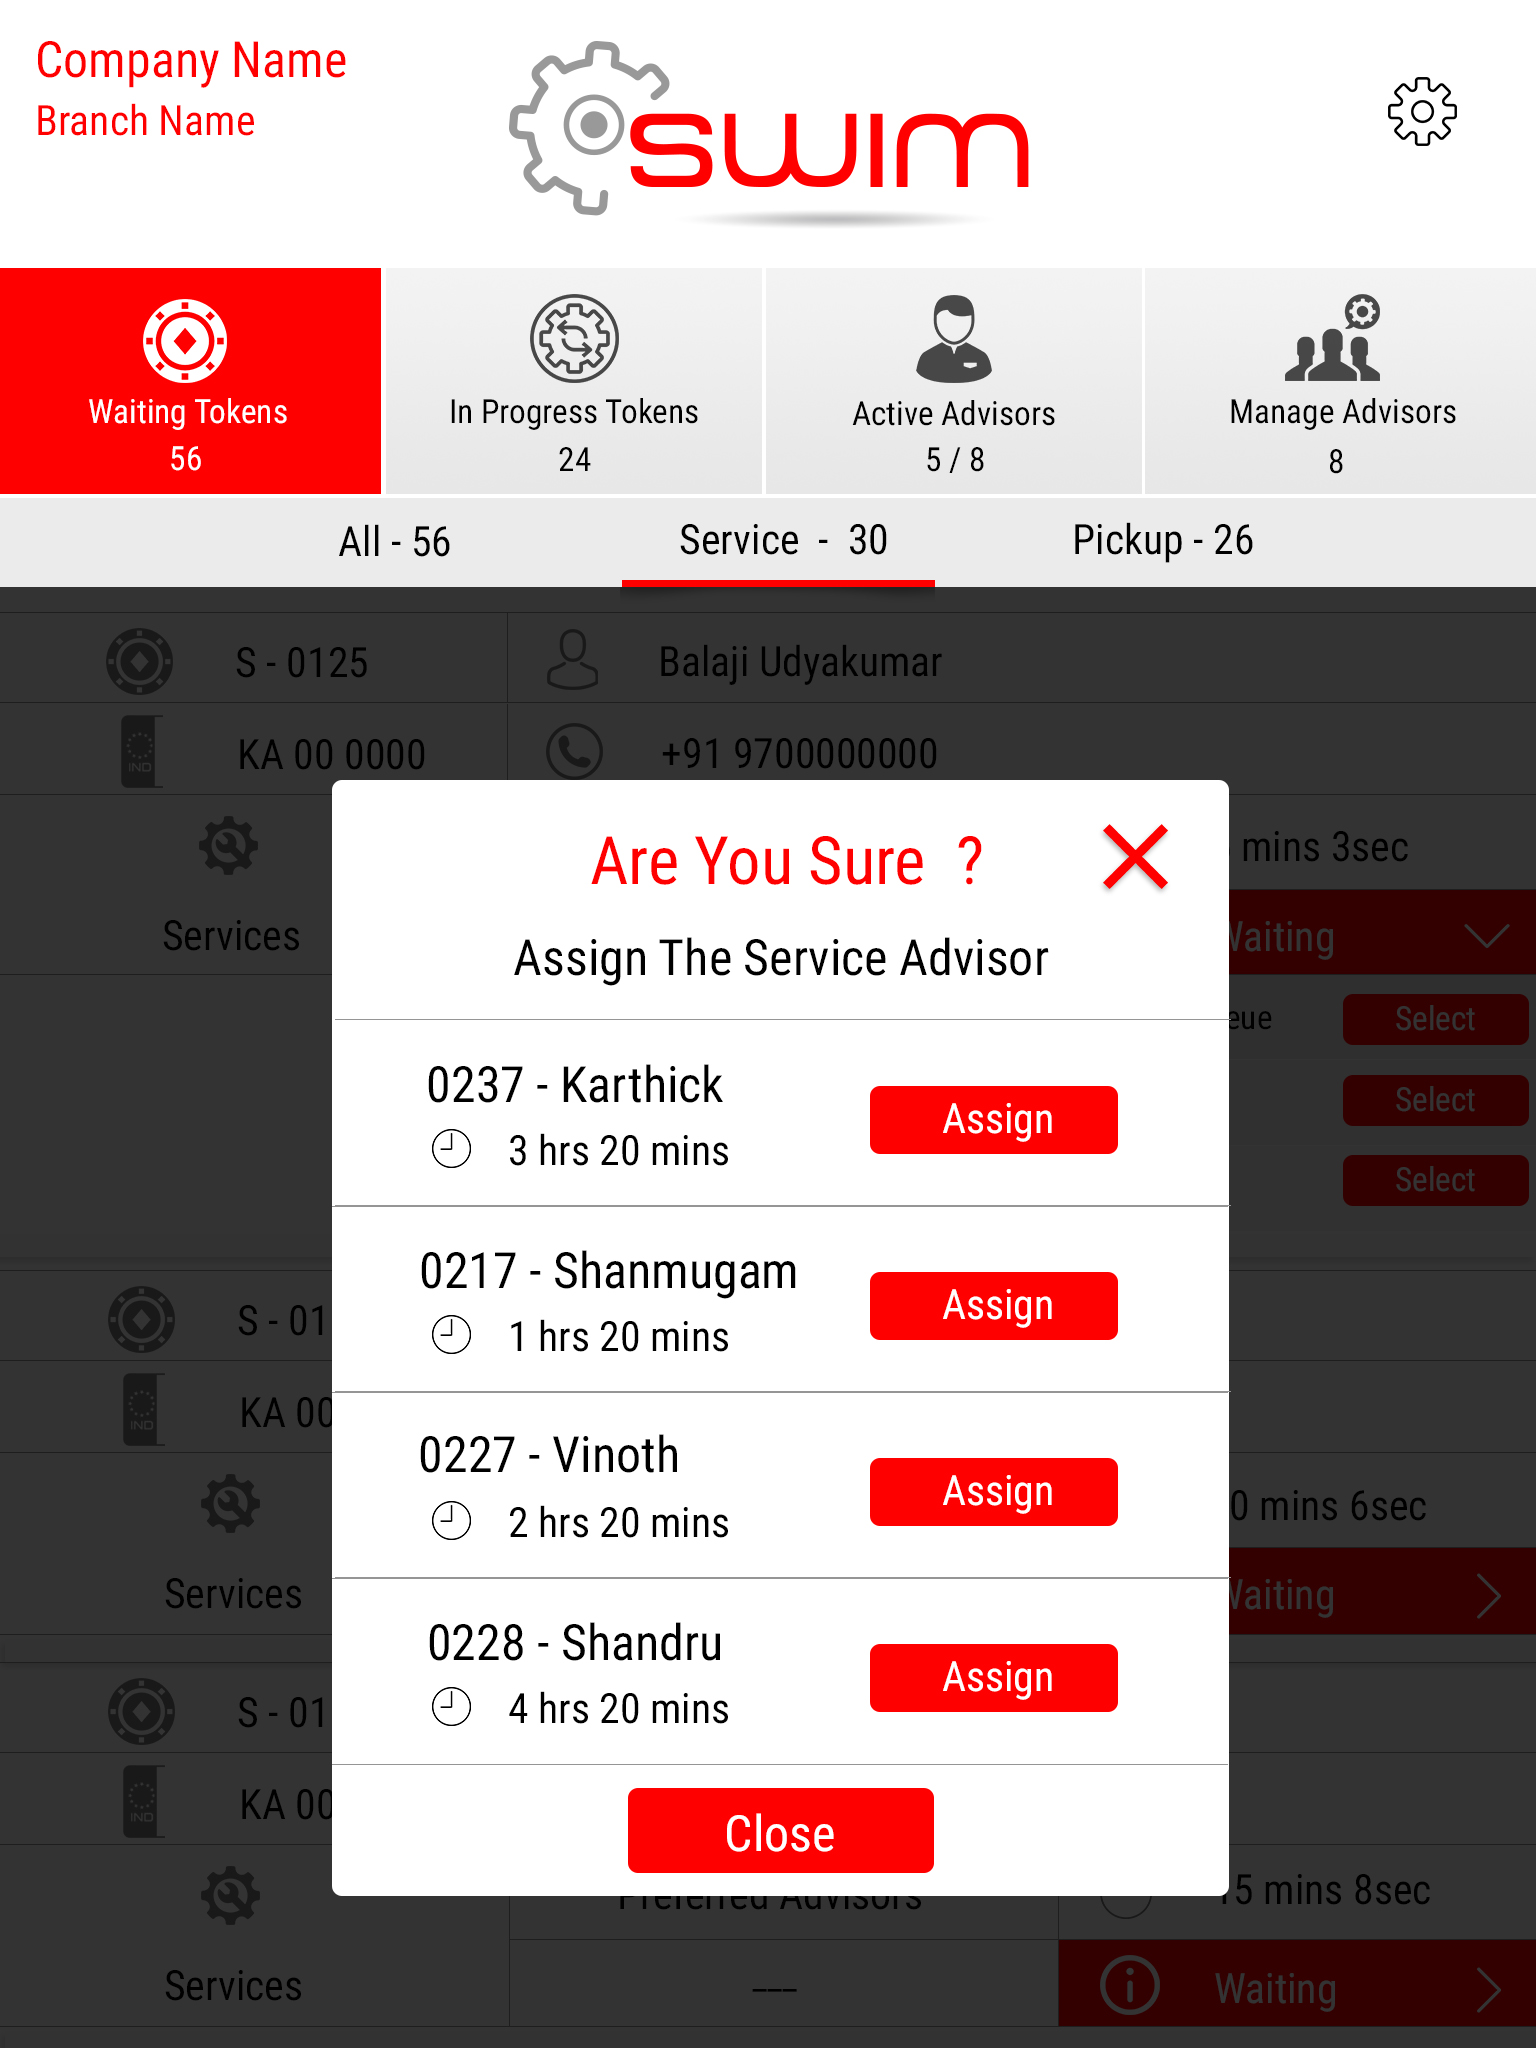 Company Name
Branch Name
swim
Waiting Tokens
56
In Progress Tokens
24
Active Advisors
5 / 8
Manage Advisors
8
All - 56
Service - 30
Pickup - 26
S - 0125
Balaji Udyakumar
IND
KA 00 0000
+91 9700000000
mins 3sec
Services
Waiting
Select
Select
Select
Are You Sure ?
Assign The Service Advisor
0237 - Karthick
3 hrs 20 mins
Assign
0217 - Shanmugam
1 hrs 20 mins
Assign
0227 - Vinoth
2 hrs 20 mins
Assign
0228 - Shandru
4 hrs 20 mins
Assign
Close
S - 01
IND
KA 00
0 mins 6sec
Services
Waiting
S - 01
IND
KA 00
Preferred Advisors
15 mins 8sec
Services
---
Waiting